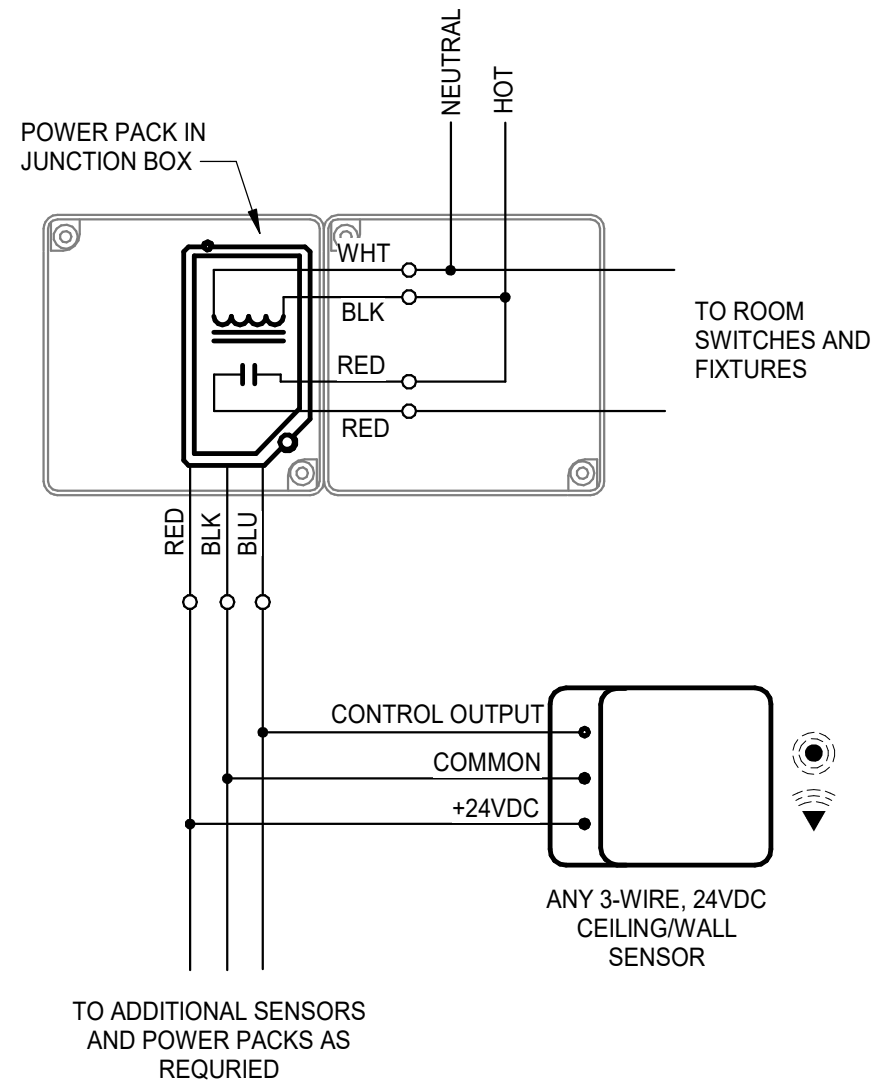 NEUTRAL
HOT
POWER PACK IN
JUNCTION BOX
WHT
BLK
RED
RED
TO ROOM
SWITCHES AND
FIXTURES
RED
BLK
BLU
CONTROL OUTPUT
COMMON
+24VDC
ANY 3-WIRE, 24VDC
CEILING/WALL
SENSOR
TO ADDITIONAL SENSORS
AND POWER PACKS AS
REQURIED